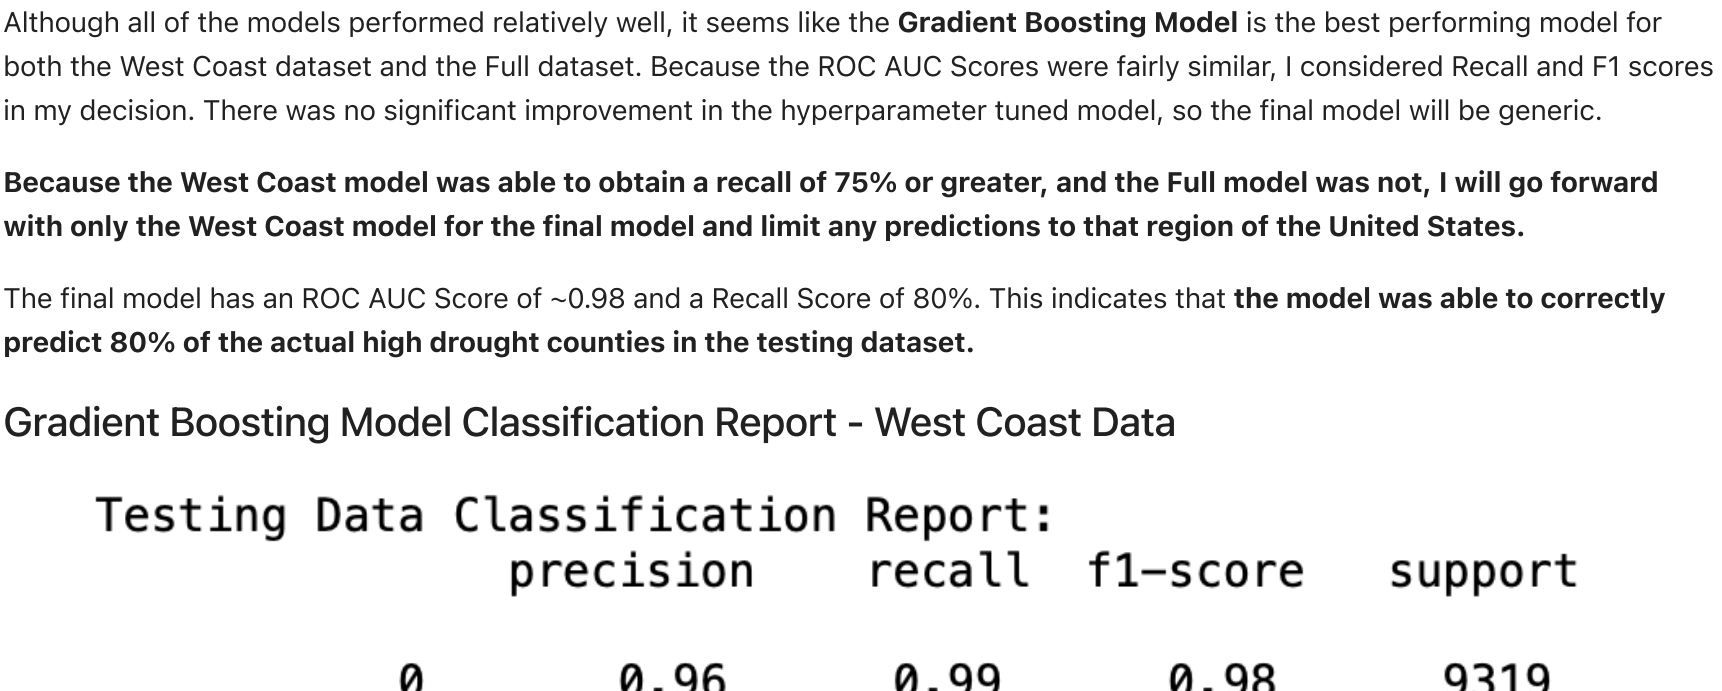 Although all of the models performed relatively well, it seems like the Gradient Boosting Model is the best performing model for
both the West Coast dataset and the Full dataset. Because the ROC AUC Scores were fairly similar, I considered Recall and F1 scores
in my decision. There was no significant improvement in the hyperparameter tuned model, so the final model will be generic.
Because the West Coast model was able to obtain a recall of 75% or greater, and the Full model was not, I will go forward
with only the West Coast model for the final model and limit any predictions to that region of the United States.
The final model has an ROC AUC Score of ~0.98 and a Recall Score of 80%. This indicates that the model was able to correctly
predict 80% of the actual high drought counties in the testing dataset.
Gradient Boosting Model Classification Report - West Coast Data
Testing Data Classification Report:
precision recall f1-score support
0 0.96 0.99 0.98 9319